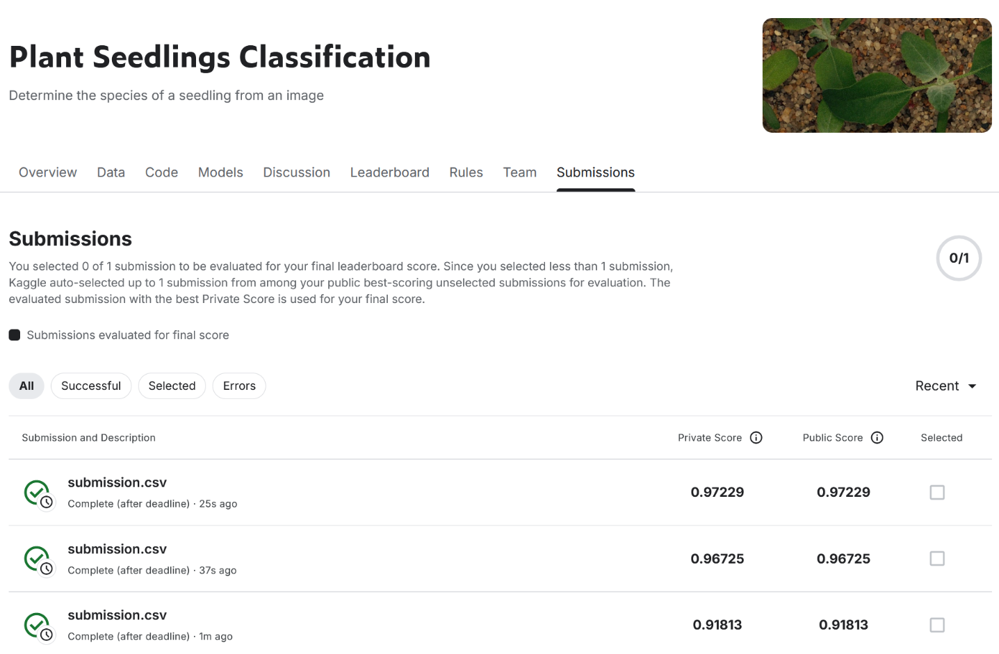 Plant Seedlings Classification
Determine the species of a seedling from an image
Overview Data Code Models Discussion Leaderboard Rules Team Submissions
Submissions
You selected 0 of 1 submission to be evaluated for your final leaderboard score. Since you selected less than 1 submission,
Kaggle auto-selected up to 1 submission from among your public best-scoring unselected submissions for evaluation. The
evaluated submission with the best Private Score is used for your final score.
0/1
Submissions evaluated for final score
All Successful Selected Errors Recent
Submission and Description Private Score Public Score Selected
submission.csv
Complete (after deadline) · 25s ago
0.97229 0.97229
submission.csv
Complete (after deadline) · 37s ago
0.96725 0.96725
submission.csv
Complete (after deadline) · 1m ago
0.91813 0.91813